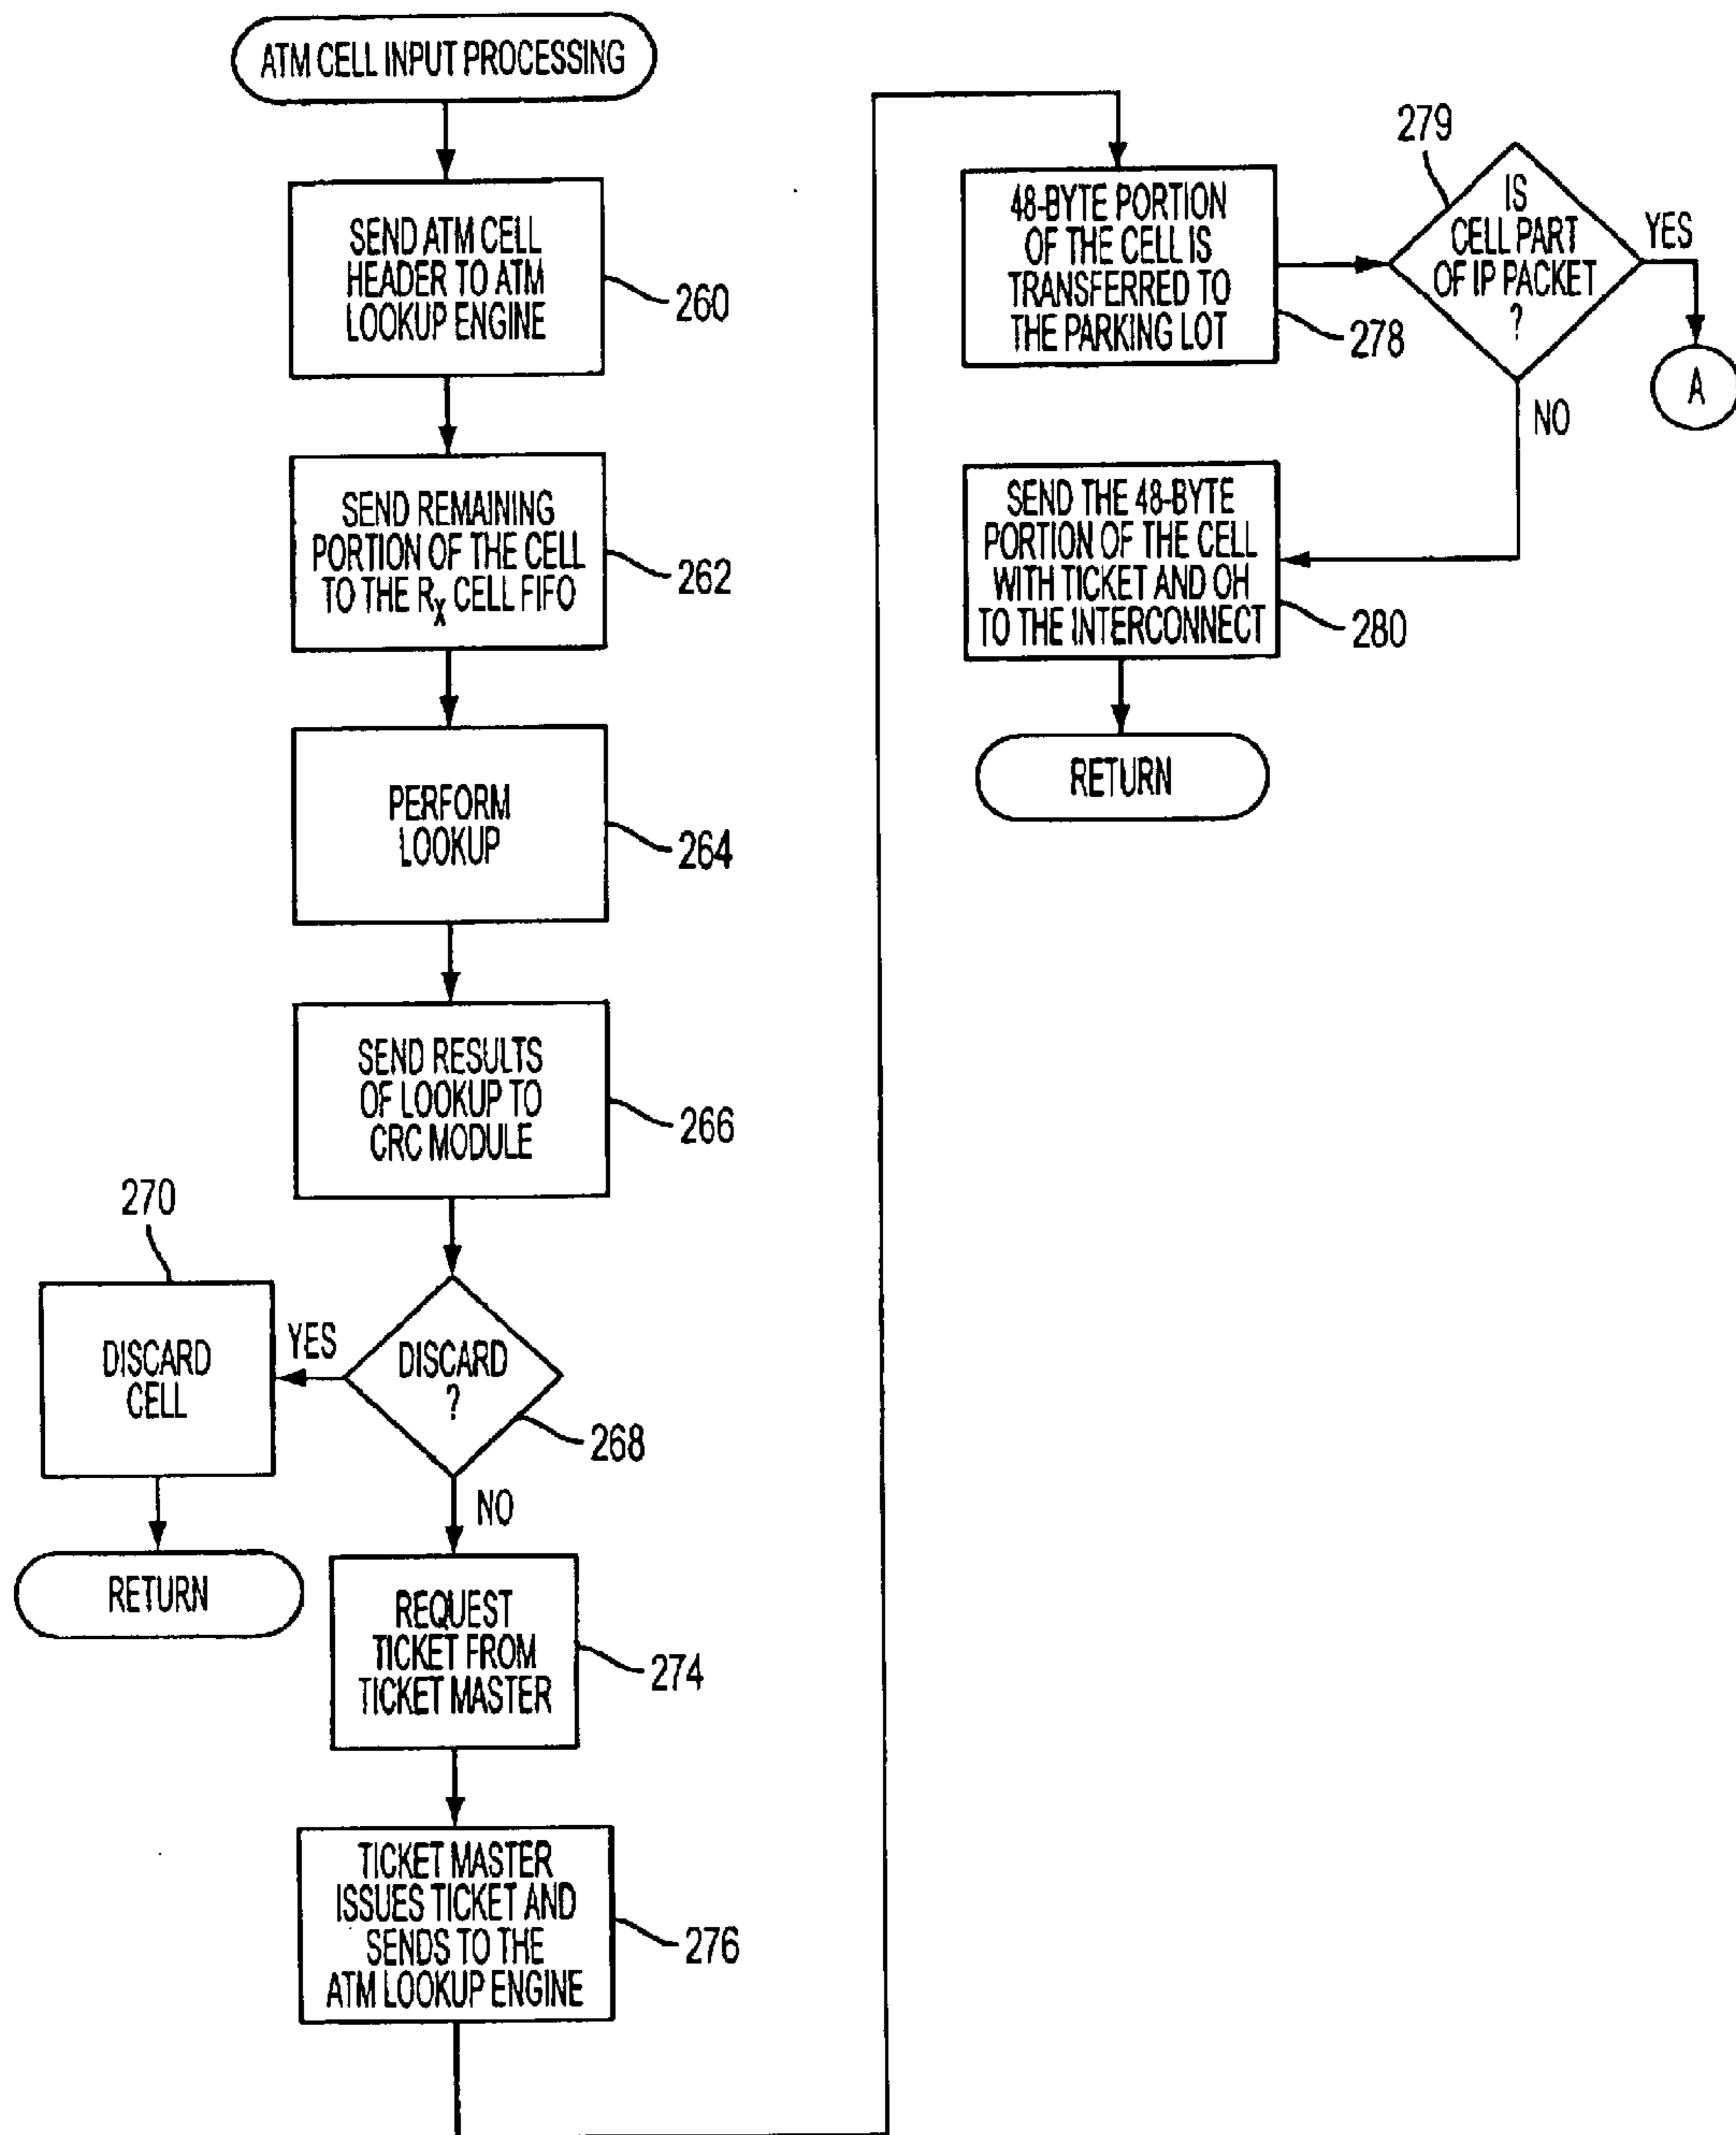 ATM CELL INPUT PROCESSING
SEND ATM CELL
HEADER TO ATM
LOOKUP ENGINE
260
SEND REMAINING
PORTION OF THE CELL
TO THE RX CELL FIFO
262
PERFORM
LOOKUP
264
SEND RESULTS
OF LOOKUP TO
CRC MODULE
266
270
DISCARD
CELL
YES
DISCARD
?
268
RETURN
NO
REQUEST
TICKET FROM
TICKET MASTER
274
TICKET MASTER
ISSUES TICKET AND
SENDS TO THE
ATM LOOKUP ENGINE
276
48-BYTE PORTION
OF THE CELL IS
TRANSFERRED TO
THE PARKING LOT
278
279
IS
CELL PART
OF IP PACKET
?
YES
A
NO
SEND THE 48-BYTE
PORTION OF THE CELL
WITH TICKET AND OH
TO THE INTERCONNECT
280
RETURN